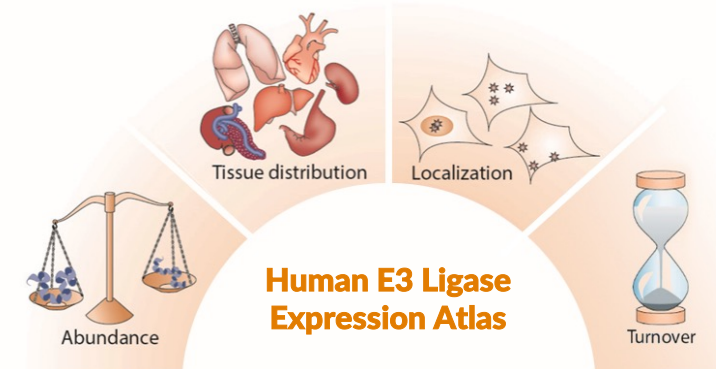 Tissue distribution
Localization
Abundance
Human E3 Ligase
Expression Atlas
Turnover